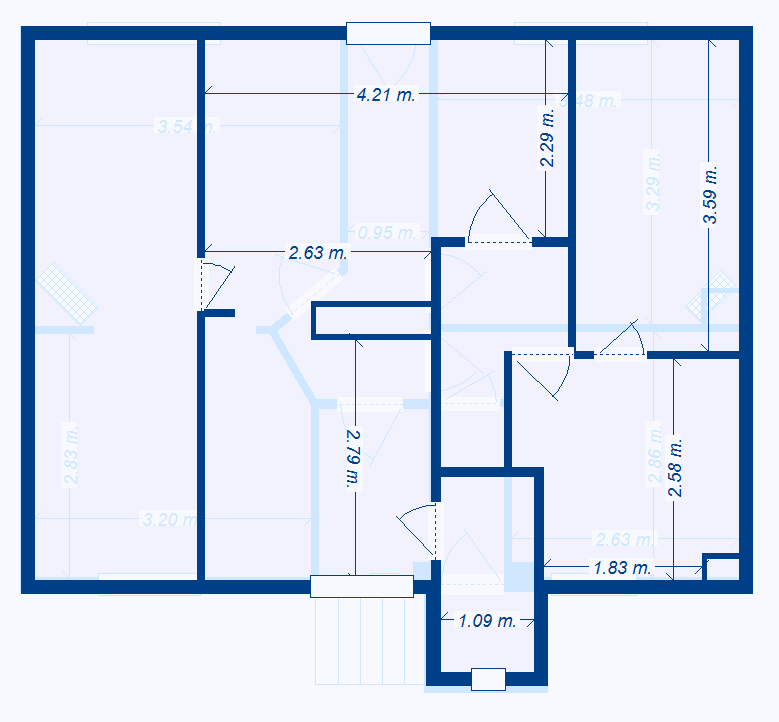 4.21 m.
3.48 m.
3.54 m.
2.29 m.
3.29 m.
3.59 m.
0.95 m.
2.63 m.
2.79 m.
2.83 m.
2.86 m.
2.58 m.
3.20 m.
2.63 m.
1.83 m.
1.09 m.